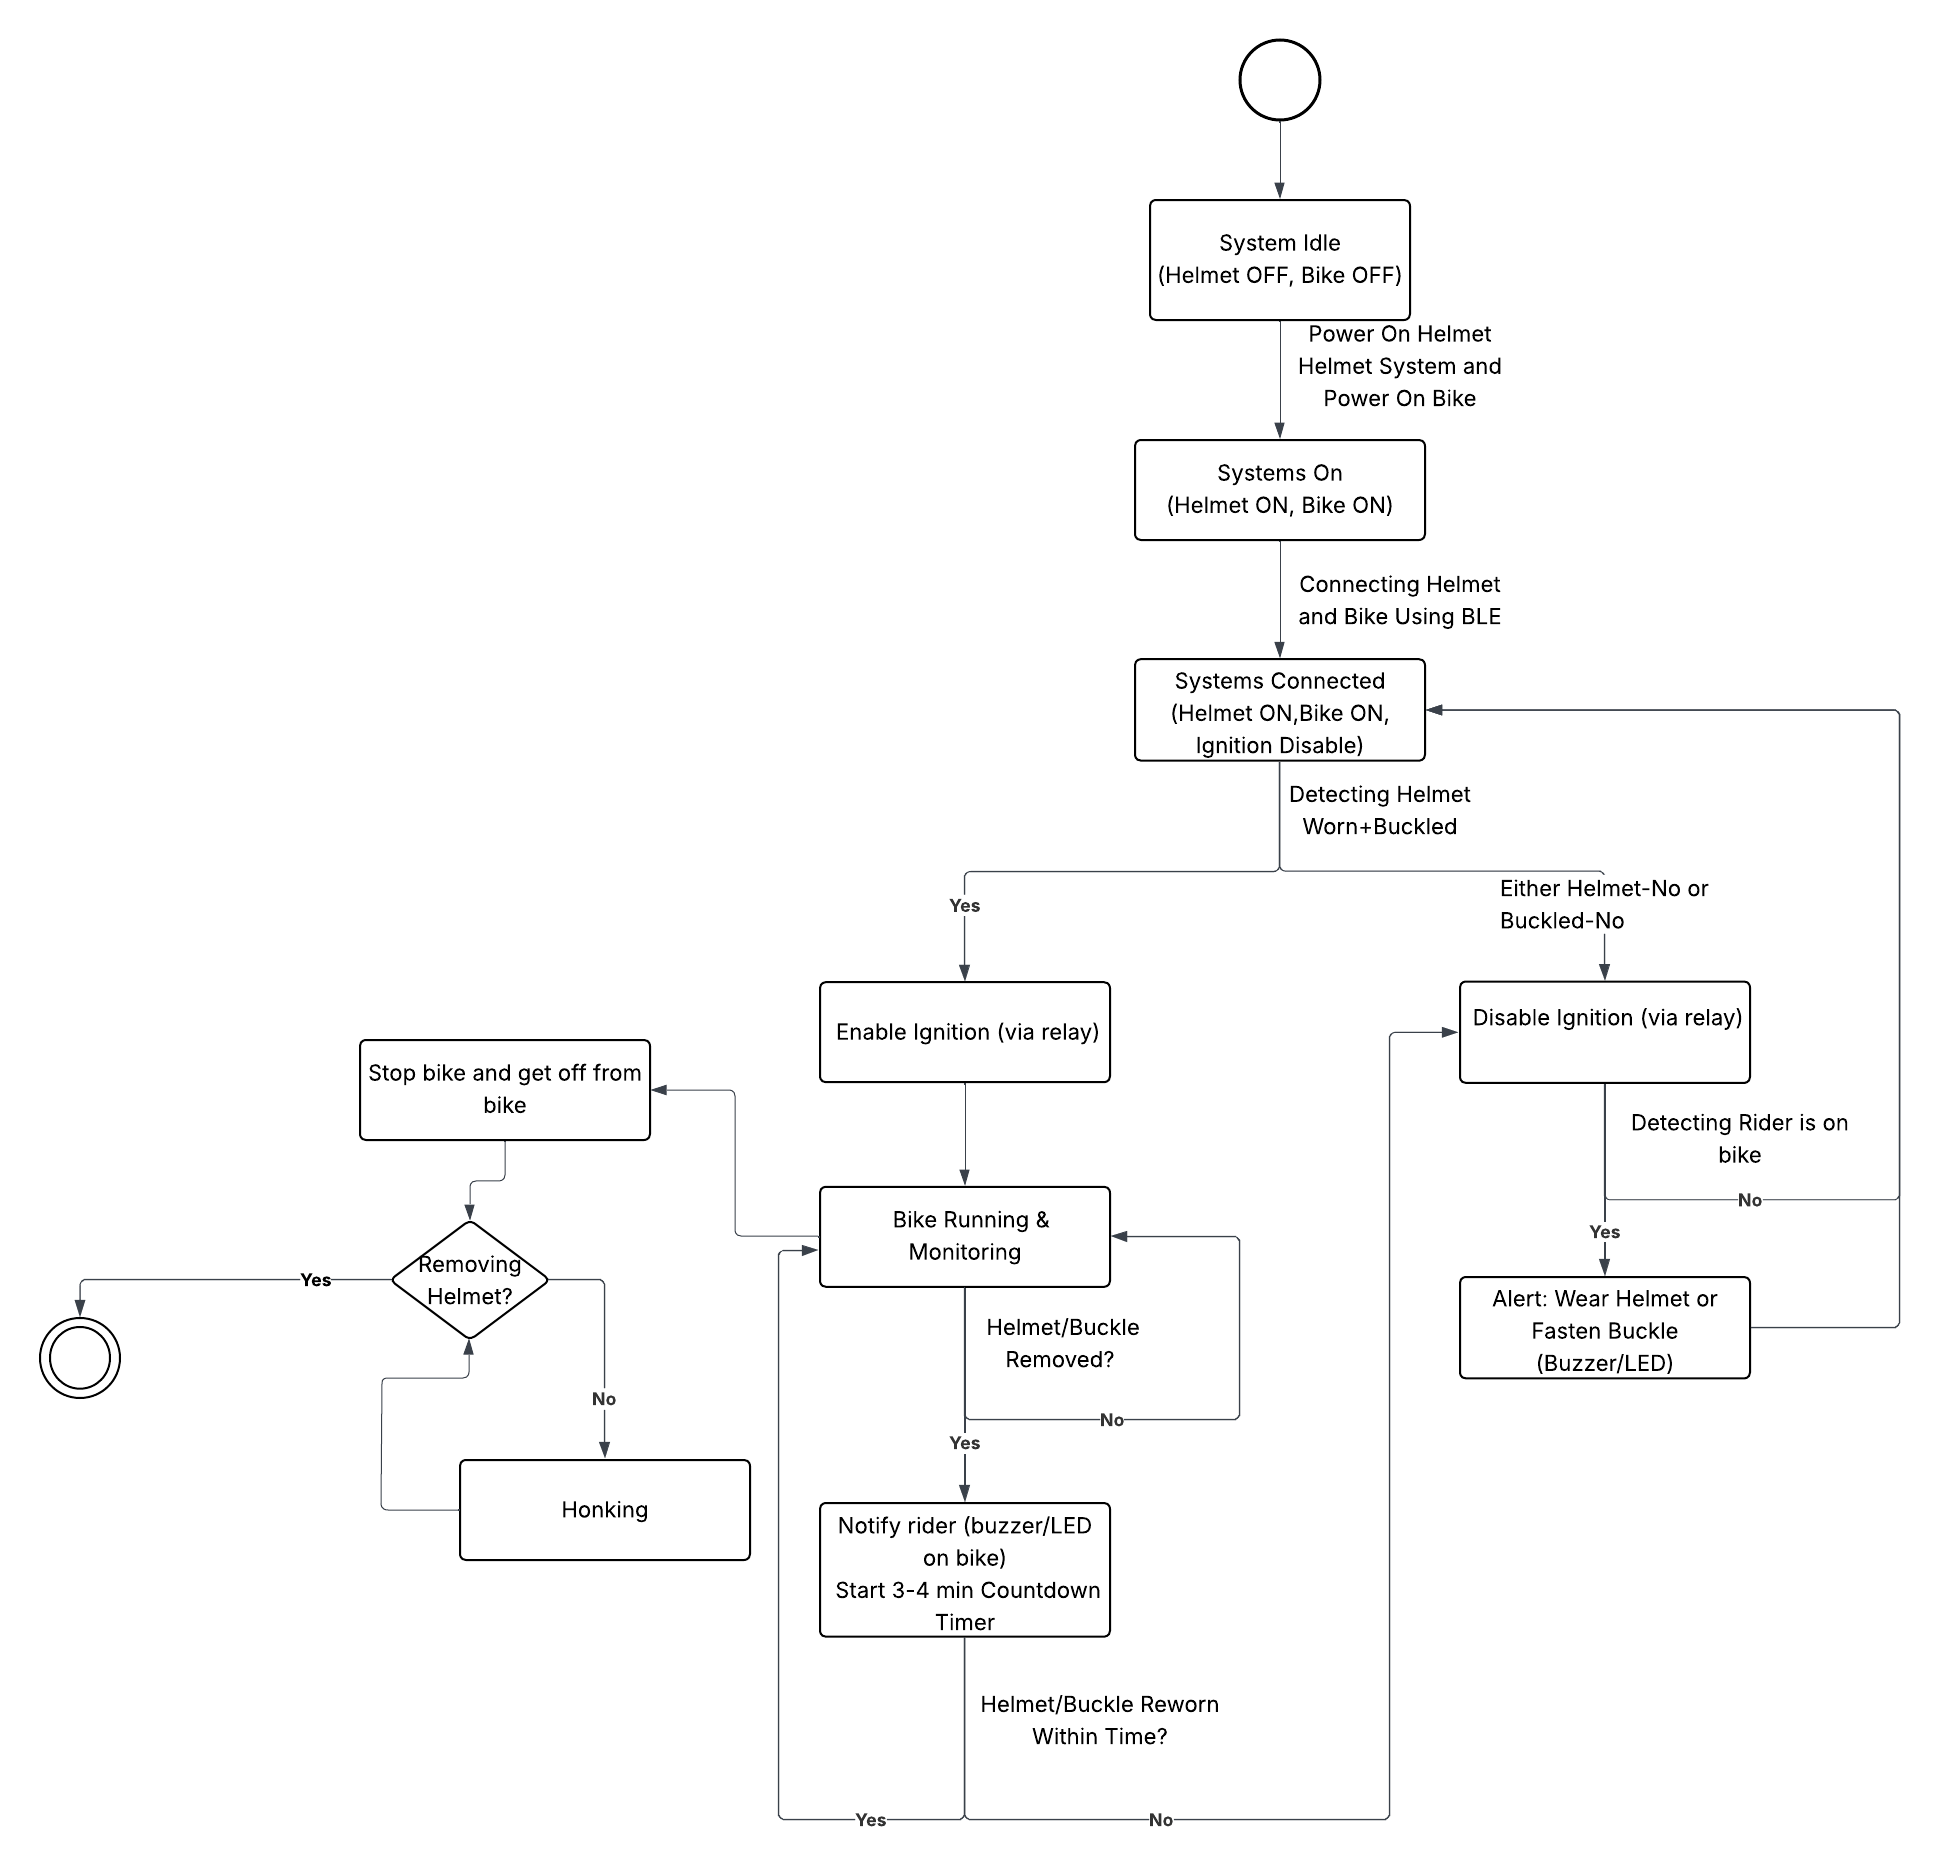 System Idle
(Helmet OFF, Bike OFF)
Power On Helmet
Helmet System and
Power On Bike
Systems On
(Helmet ON, Bike ON)
Connecting Helmet
and Bike Using BLE
Systems Connected
(Helmet ON,Bike ON,
Ignition Disable)
Detecting Helmet
Worn+Buckled
Yes
Either Helmet-No or
Buckled-No
Enable Ignition (via relay)
Disable Ignition (via relay)
Stop bike and get off from
bike
Detecting Rider is on
bike
No
Yes
Bike Running &
Monitoring
Removing
Helmet?
Yes
No
Honking
Helmet/Buckle
Removed?
No
Yes
Alert: Wear Helmet or
Fasten Buckle
(Buzzer/LED)
Notify rider (buzzer/LED
on bike)
Start 3-4 min Countdown
Timer
Helmet/Buckle Reworn
Within Time?
Yes
No